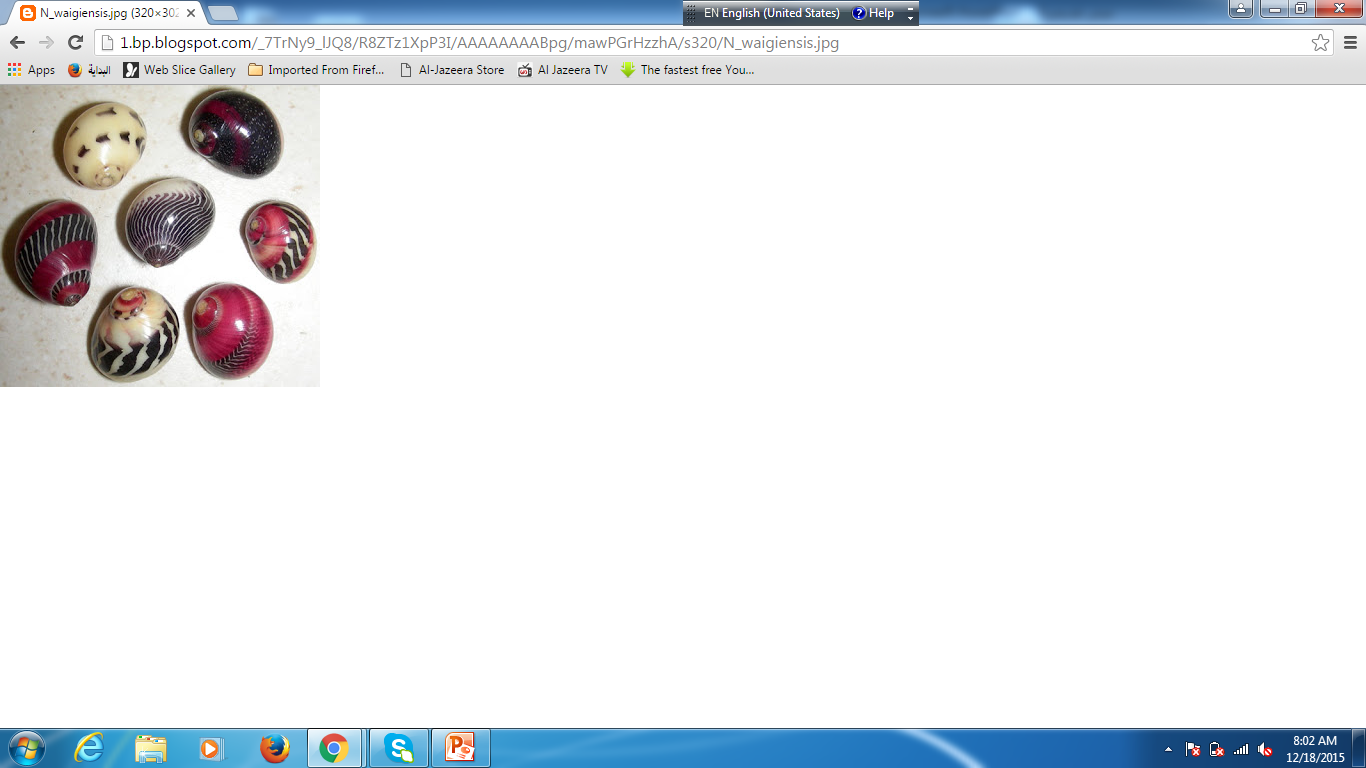 N_waigiensis.jpg (320×302
EN English (United States) Help
1.bp.blogspot.com/_7TrNy9_lJQ8/R8ZTz1XpP3I/AAAAAAAABpg/mawPGrHzzhA/s320/N_waigiensis.jpg
Apps البداية Web Slice Gallery Imported From Firef... Al-Jazeera Store Al Jazeera TV The fastest free You...
8:02 AM
12/18/2015